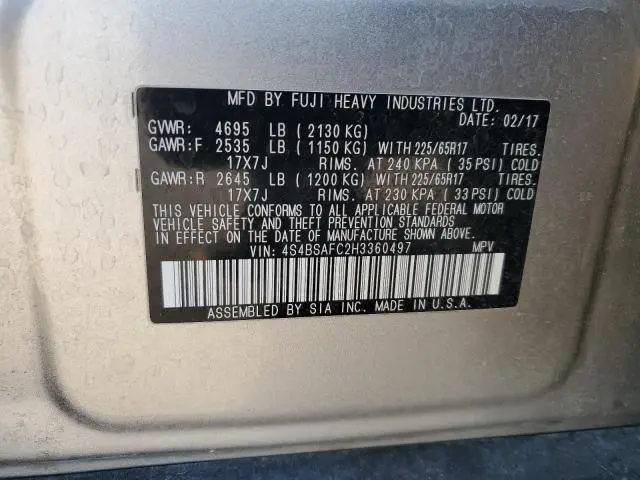 MFD BY FUJI HEAVY INDUSTRIES LTD.
DATE: 02/17
GVWR: 4695 LB ( 2130 KG)
GAWR:F 2535 LB ( 1150 KG) WITH 225/65R17 TIRES.
17X7J RIMS. AT 240 KPA ( 35 PSI) COLD
GAWR:R 2645 LB ( 1200 KG) WITH 225/65R17 TIRES.
17X7J RIMS. AT 230 KPA ( 33 PSI) COLD
THIS VEHICLE CONFORMS TO ALL APPLICABLE FEDERAL MOTOR
VEHICLE SAFETY AND THEFT PREVENTION STANDARDS
IN EFFECT ON THE DATE OF MANUFACTURE SHOWN ABOVE.
VIN: 4S4BSAFC2H3360497 MPV
ASSEMBLED BY SIA INC. MADE IN U.S.A.